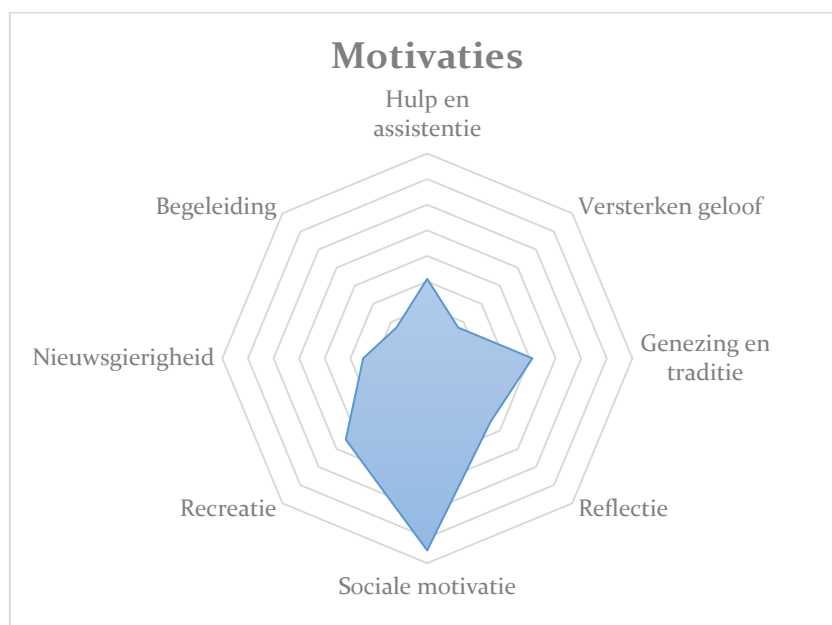 Motivaties
Hulp en
assistentie
Begeleiding
Versterken geloof
Nieuwsgierigheid
Genezing en
traditie
Recreatie
Reflectie
Sociale motivatie